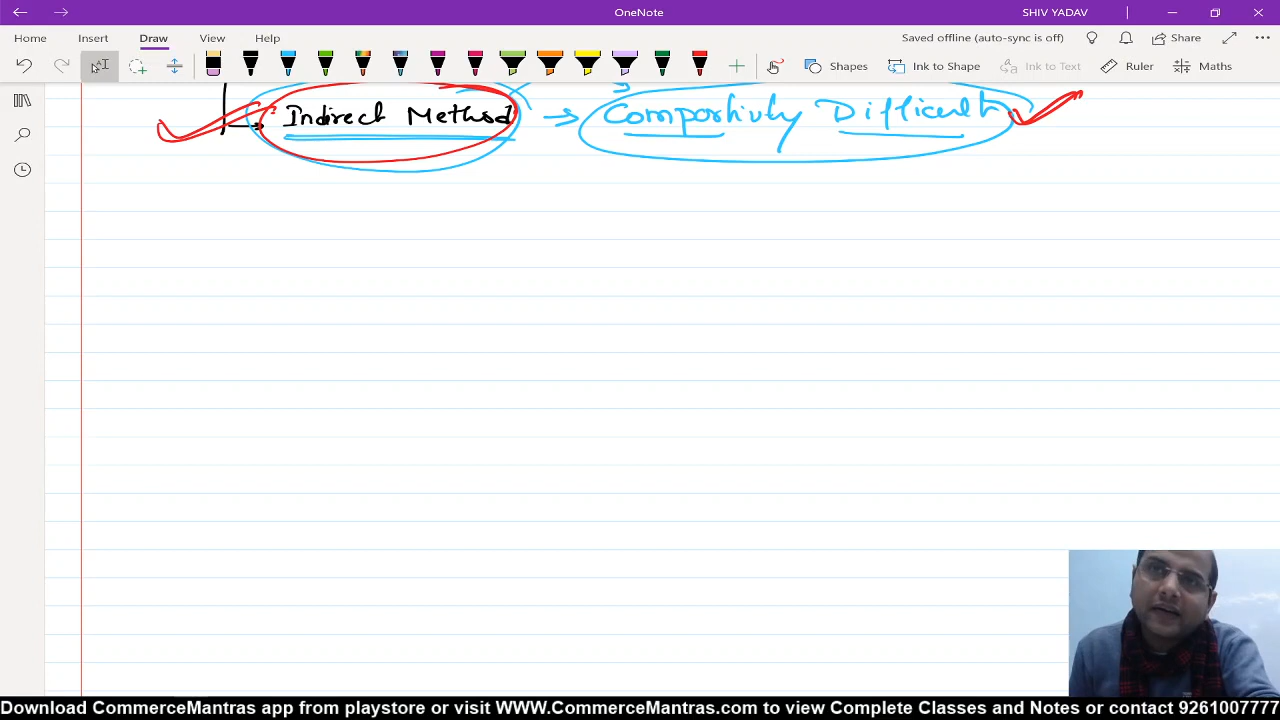 OneNote
SHIV YADAV
Home Insert Draw View Help
Saved offline (auto-sync is off)
Share
Shapes
Ink to Shape
Ink to Text
Ruler
Maths
Indirect Method → Comportivly Difficult
Download CommerceMantras app from playstore or visit WWW.CommerceMantras.com to view Complete Classes and Notes or contact 9261007777